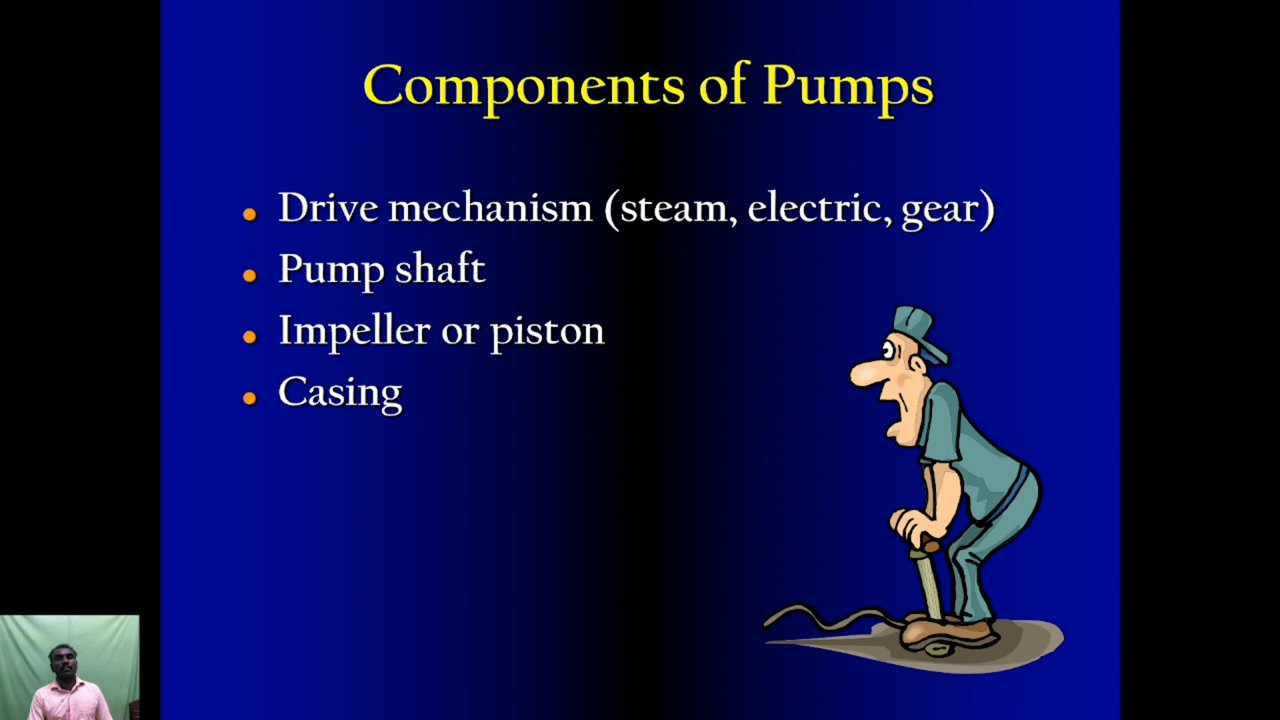 Components of Pumps
Drive mechanism (steam, electric, gear)
Pump shaft
Impeller or piston
Casing